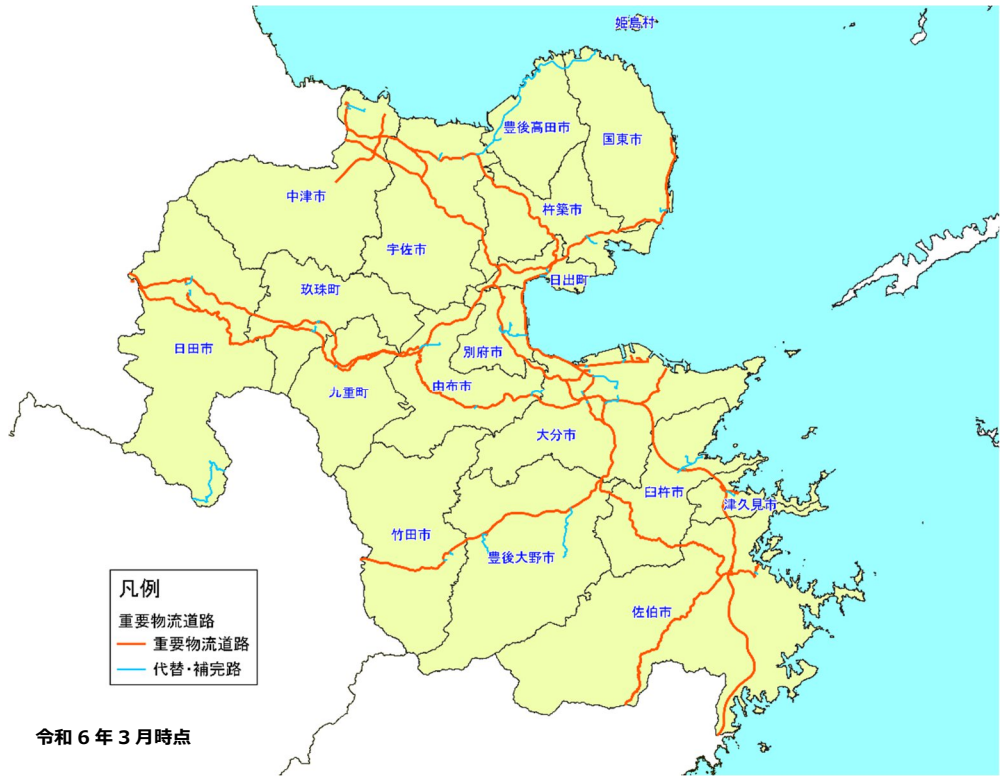 姫島村
豊後高田市
国東市
中津市
杵築市
宇佐市
日出町
玖珠町
日田市
別府市
九重町
由布市
大分市
臼杵市
津久見市
竹田市
豊後大野市
佐伯市
凡例
重要物流道路
重要物流道路
代替・補完路
令和6年3月時点